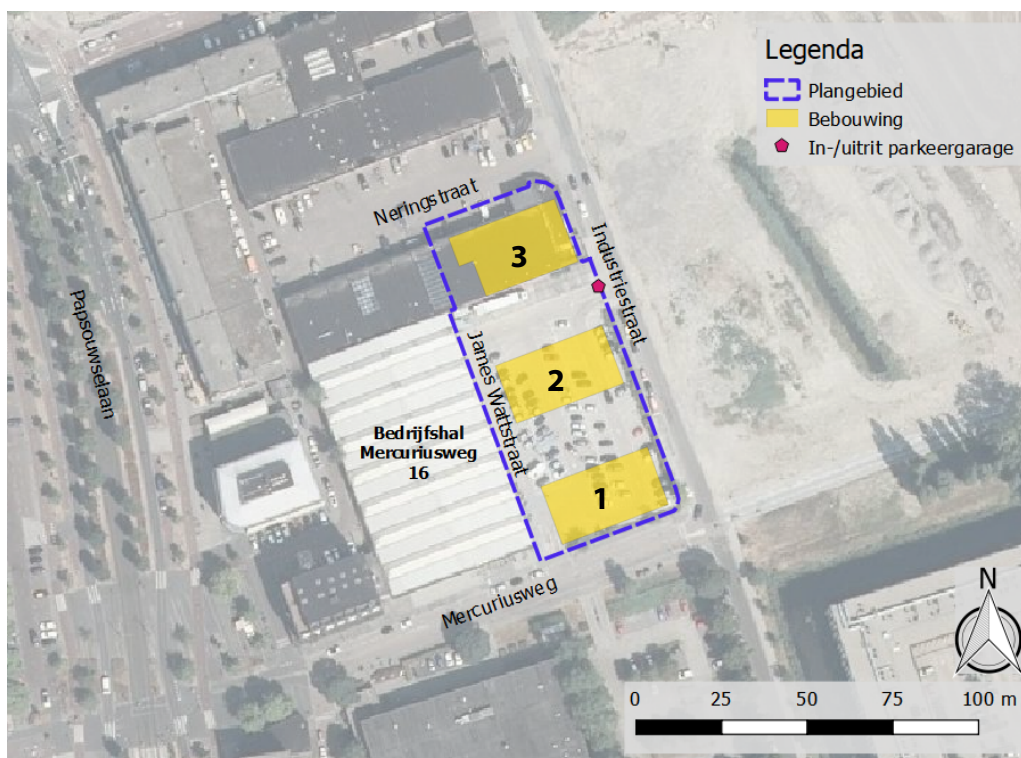 Legenda
Plangebied
Bebouwing
In-/uitrit parkeergarage
Neringstraat
3
Industriestraat
Papsouwselaan
James Wattstraat
2
Bedrijfshal
Mercuriusweg
16
1
Mercuriusweg
N
0 25 50 75 100 m